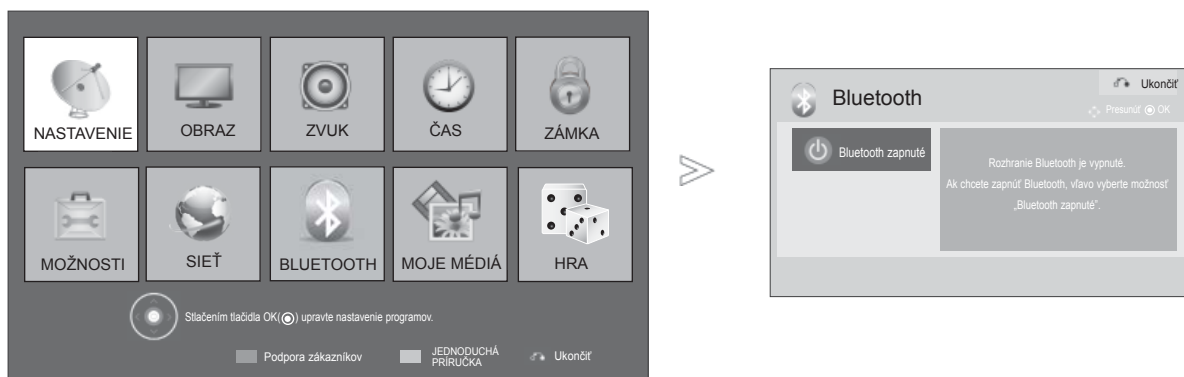 NASTAVENIE
OBRAZ
ZVUK
ČAS
ZÁMKA
MOŽNOSTI
SIEŤ
BLUETOOTH
MOJE MÉDIÁ
HRA
Stlačením tlačidla OK(◉) upravte nastavenie programov.
Podpora zákazníkov
JEDNODUCHÁ
PRÍRUČKA
Ukončiť
Bluetooth
Ukončiť
Presunúť ◉ OK
Bluetooth zapnuté
Rozhranie Bluetooth je vypnuté.
Ak chcete zapnúť Bluetooth, vľavo vyberte možnosť
„Bluetooth zapnuté”.